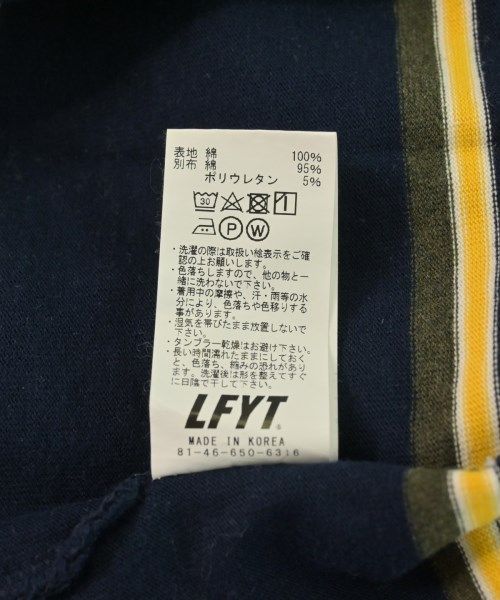 表地 綿 100%
別布 綿 95%
ポリウレタン 5%
30
P W
・洗濯の際は取扱い絵表示をご確
認の上お願いします。
・色落ちしますので、他の物と一
緒に洗わないで下さい。
・着用中の摩擦や、汗・雨等の水
分により、色落ちや色移りする
事があります。
・湿気を帯びたまま放置しないで
下さい。
・タンブラー乾燥はお避け下さい。
・長い時間濡れたままにしておく
と、色落ち、縮みの恐れがあり
ます。洗濯後は形を整えてすぐ
に日陰で干して下さい。
LFYT®
MADE IN KOREA
81-46-650-6316